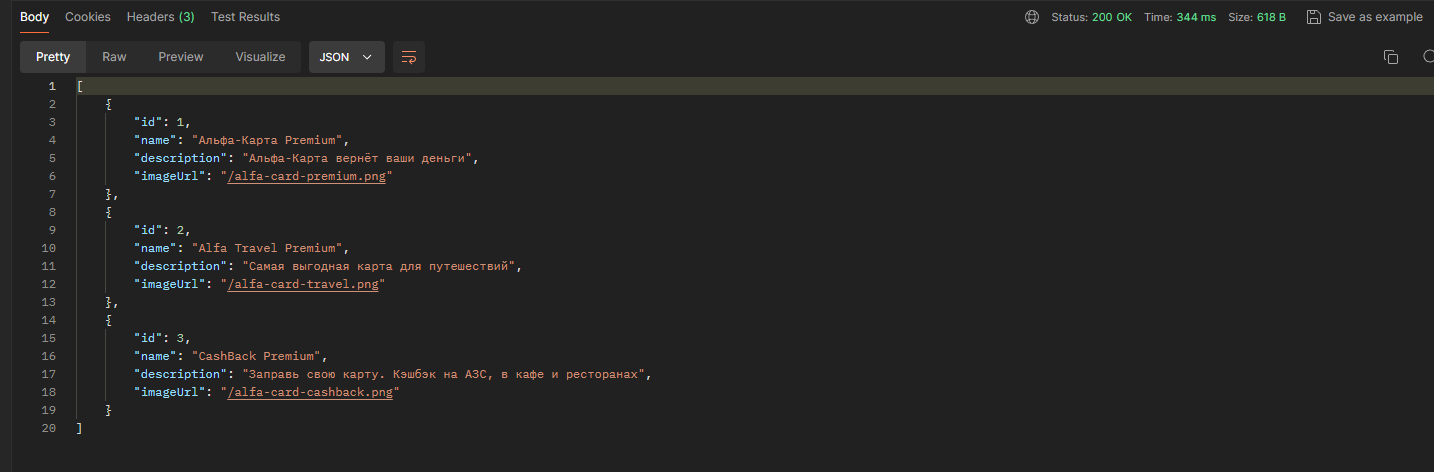 Body Cookies Headers (3) Test Results Status: 200 OK Time: 344 ms Size: 618 B Save as example
Pretty Raw Preview Visualize JSON
1 [
2 {
3 "id": 1,
4 "name": "Альфа-Карта Premium",
5 "description": "Альфа-Карта вернёт ваши деньги",
6 "imageUrl": "/alfa-card-premium.png"
7 },
8 {
9 "id": 2,
10 "name": "Alfa Travel Premium",
11 "description": "Самая выгодная карта для путешествий",
12 "imageUrl": "/alfa-card-travel.png"
13 },
14 {
15 "id": 3,
16 "name": "CashBack Premium",
17 "description": "Заправь свою карту. Кэшбэк на АЗС, в кафе и ресторанах",
18 "imageUrl": "/alfa-card-cashback.png"
19 }
20 ]